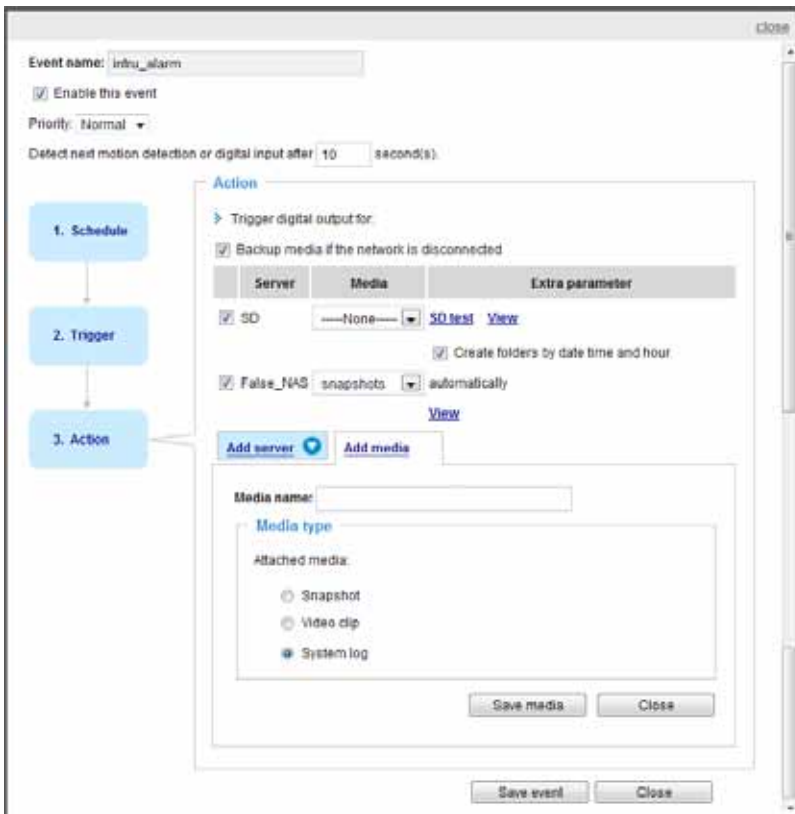 close
Event name: infru_alarm
Enable this event
Priority: Normal
Detect next motion detection or digital input after 10 second(s).
Action
1. Schedule
2. Trigger
3. Action
Trigger digital output for:
Backup media if the network is disconnected
Server Media Extra parameter
SD -----None----- SD test View
Create folders by date time and hour
False_NAS snapshots automatically
View
Add server Add media
Media name:
Media type
Attached media:
Snapshot
Video clip
System log
Save media Close
Save event Close